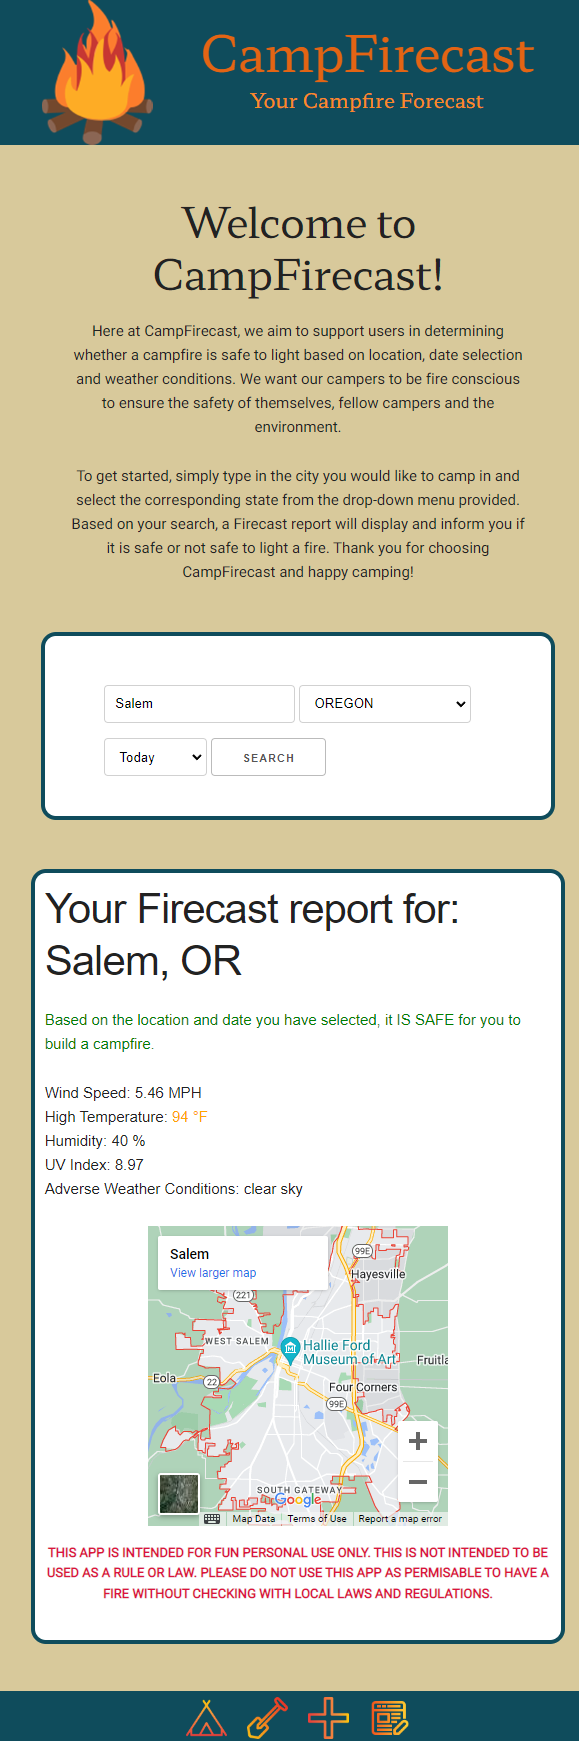 CampFirecast
Your Campfire Forecast
Welcome to
CampFirecast!
Here at CampFirecast, we aim to support users in determining
whether a campfire is safe to light based on location, date selection
and weather conditions. We want our campers to be fire conscious
to ensure the safety of themselves, fellow campers and the
environment.
To get started, simply type in the city you would like to camp in and
select the corresponding state from the drop-down menu provided.
Based on your search, a Firecast report will display and inform you if
it is safe or not safe to light a fire. Thank you for choosing
CampFirecast and happy camping!
Salem OREGON
Today SEARCH
Your Firecast report for:
Salem, OR
Based on the location and date you have selected, it IS SAFE for you to
build a campfire.
Wind Speed: 5.46 MPH
High Temperature: 94 °F
Humidity: 40 %
UV Index: 8.97
Adverse Weather Conditions: clear sky
Salem
View larger map
99E
Hayesville
221
WEST SALEM
Hallie Ford
Museum of Art
Fruitla
Eola
22
Four Corners
99E
SOUTH GATEWAY
Google
Map Data Terms of Use Report a map error
THIS APP IS INTENDED FOR FUN PERSONAL USE ONLY. THIS IS NOT INTENDED TO BE
USED AS A RULE OR LAW. PLEASE DO NOT USE THIS APP AS PERMISABLE TO HAVE A
FIRE WITHOUT CHECKING WITH LOCAL LAWS AND REGULATIONS.